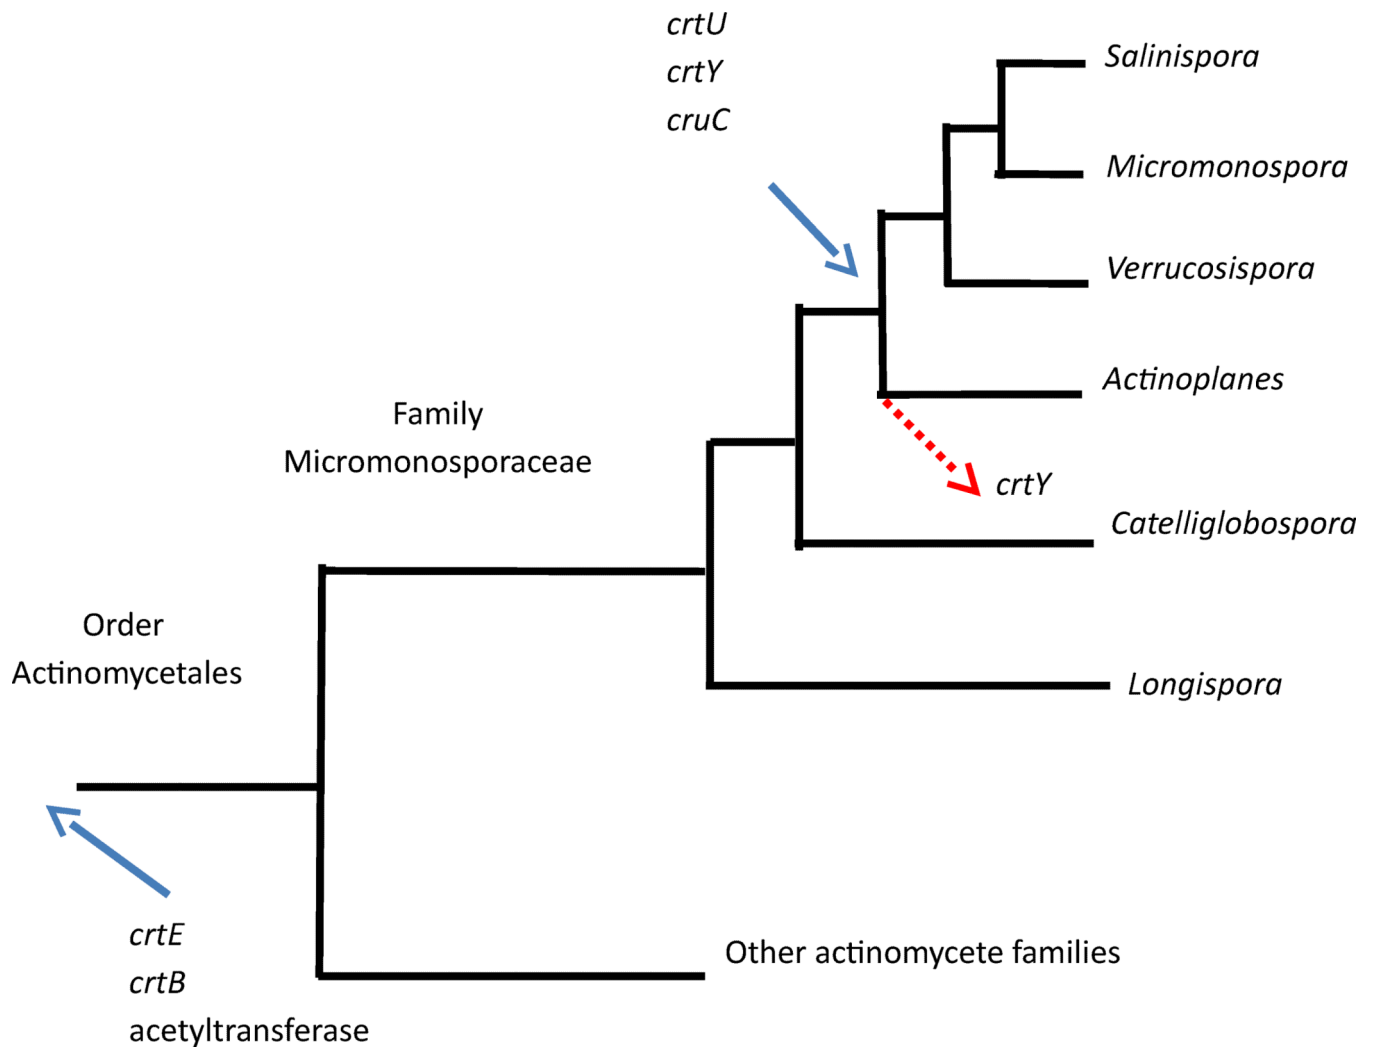 crtU
crtY
cruC
Salinispora
Micromonospora
Verrucosispora
Actinoplanes
crtY
Catelliglobospora
Longispora
Family
Micromonosporaceae
Order
Actinomycetales
Other actinomycete families
crtE
crtB
acetyltransferase